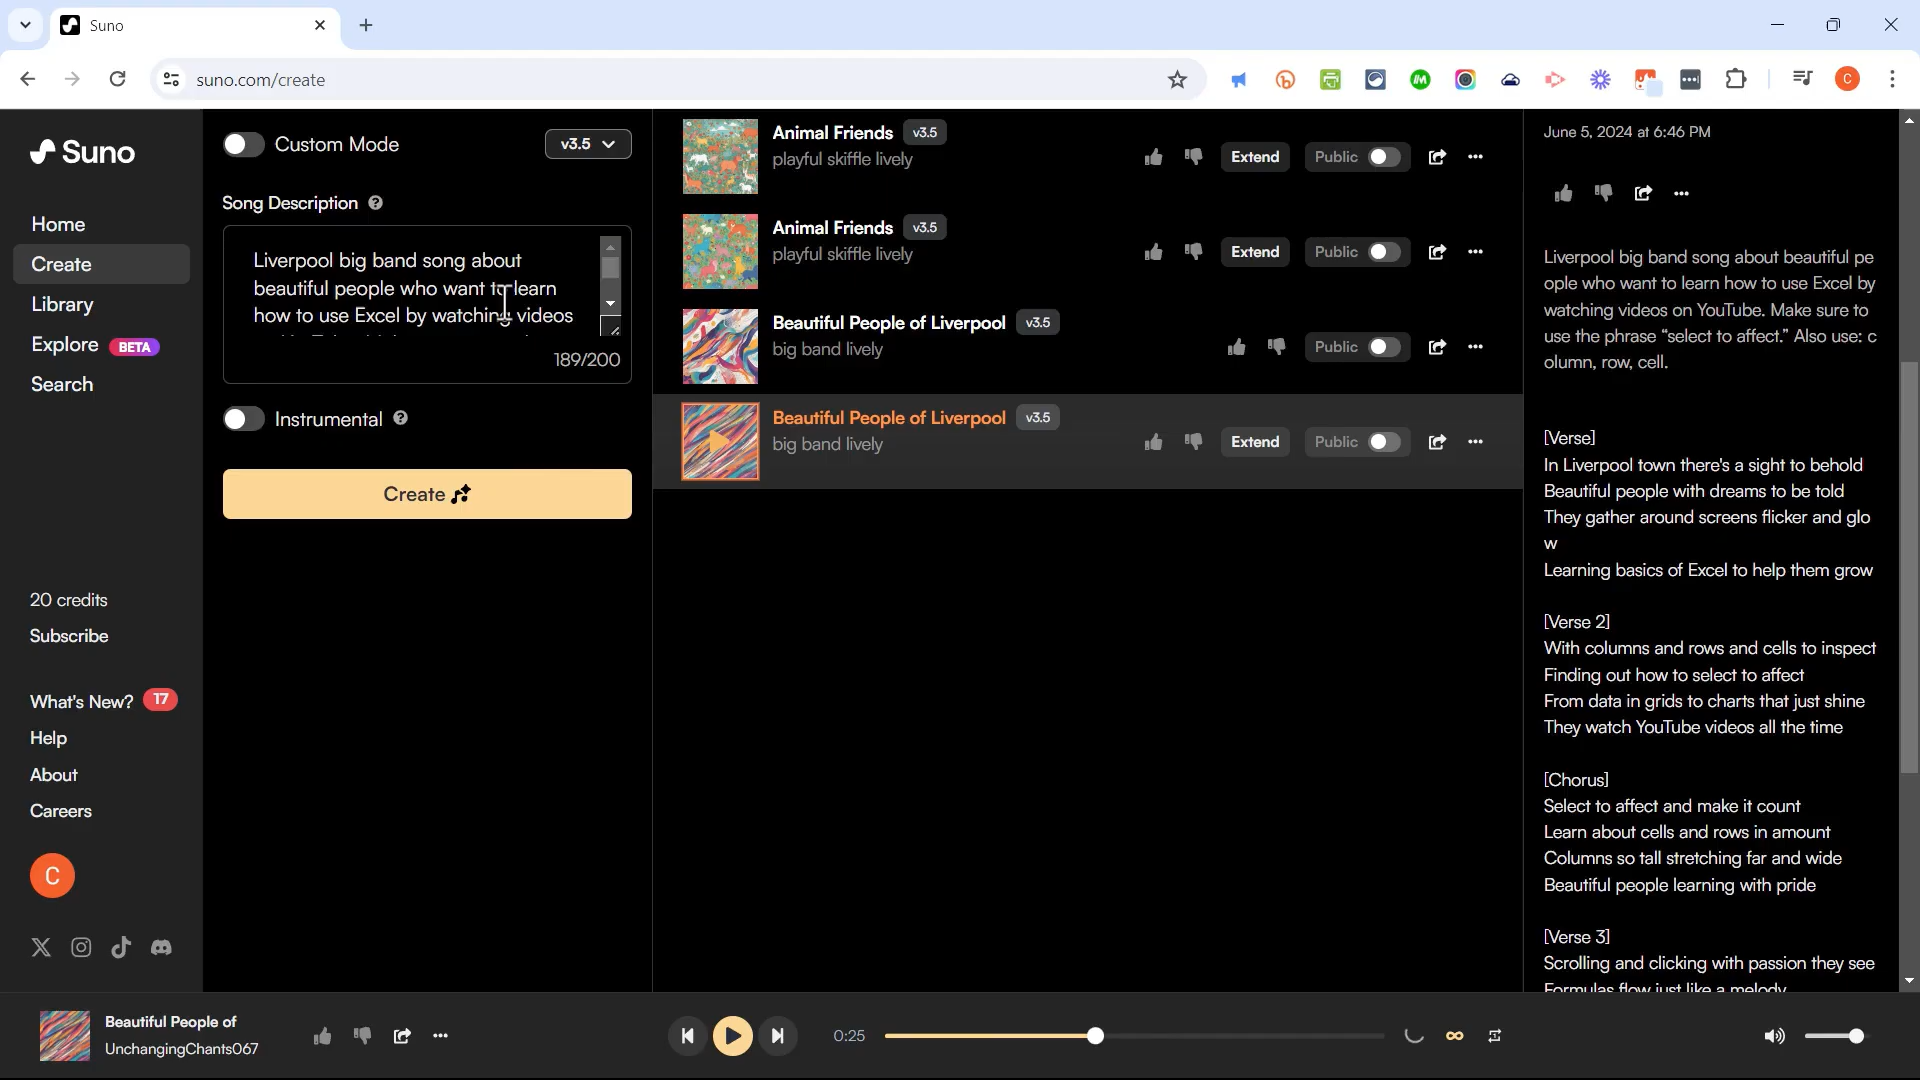 Suno
suno.com/create
C
Suno
Home
Create
Library
Explore BETA
Search
20 credits
Subscribe
What's New? 17
Help
About
Careers
C
Custom Mode
v3.5
Song Description ?
Liverpool big band song about
beautiful people who want to learn
how to use Excel by watching videos
189/200
Instrumental ?
Create
Animal Friends v3.5
playful skiffle lively
Extend
Public
Animal Friends v3.5
playful skiffle lively
Extend
Public
Beautiful People of Liverpool v3.5
big band lively
Public
Beautiful People of Liverpool v3.5
big band lively
Extend
Public
June 5, 2024 at 6:46 PM
Liverpool big band song about beautiful pe
ople who want to learn how to use Excel by
watching videos on YouTube. Make sure to
use the phrase “select to affect.” Also use: c
olumn, row, cell.
[Verse]
In Liverpool town there's a sight to behold
Beautiful people with dreams to be told
They gather around screens flicker and glo
w
Learning basics of Excel to help them grow
[Verse 2]
With columns and rows and cells to inspect
Finding out how to select to affect
From data in grids to charts that just shine
They watch YouTube videos all the time
[Chorus]
Select to affect and make it count
Learn about cells and rows in amount
Columns so tall stretching far and wide
Beautiful people learning with pride
[Verse 3]
Scrolling and clicking with passion they see
Formulas flow just like a melody
Beautiful People of
UnchangingChants067
0:25